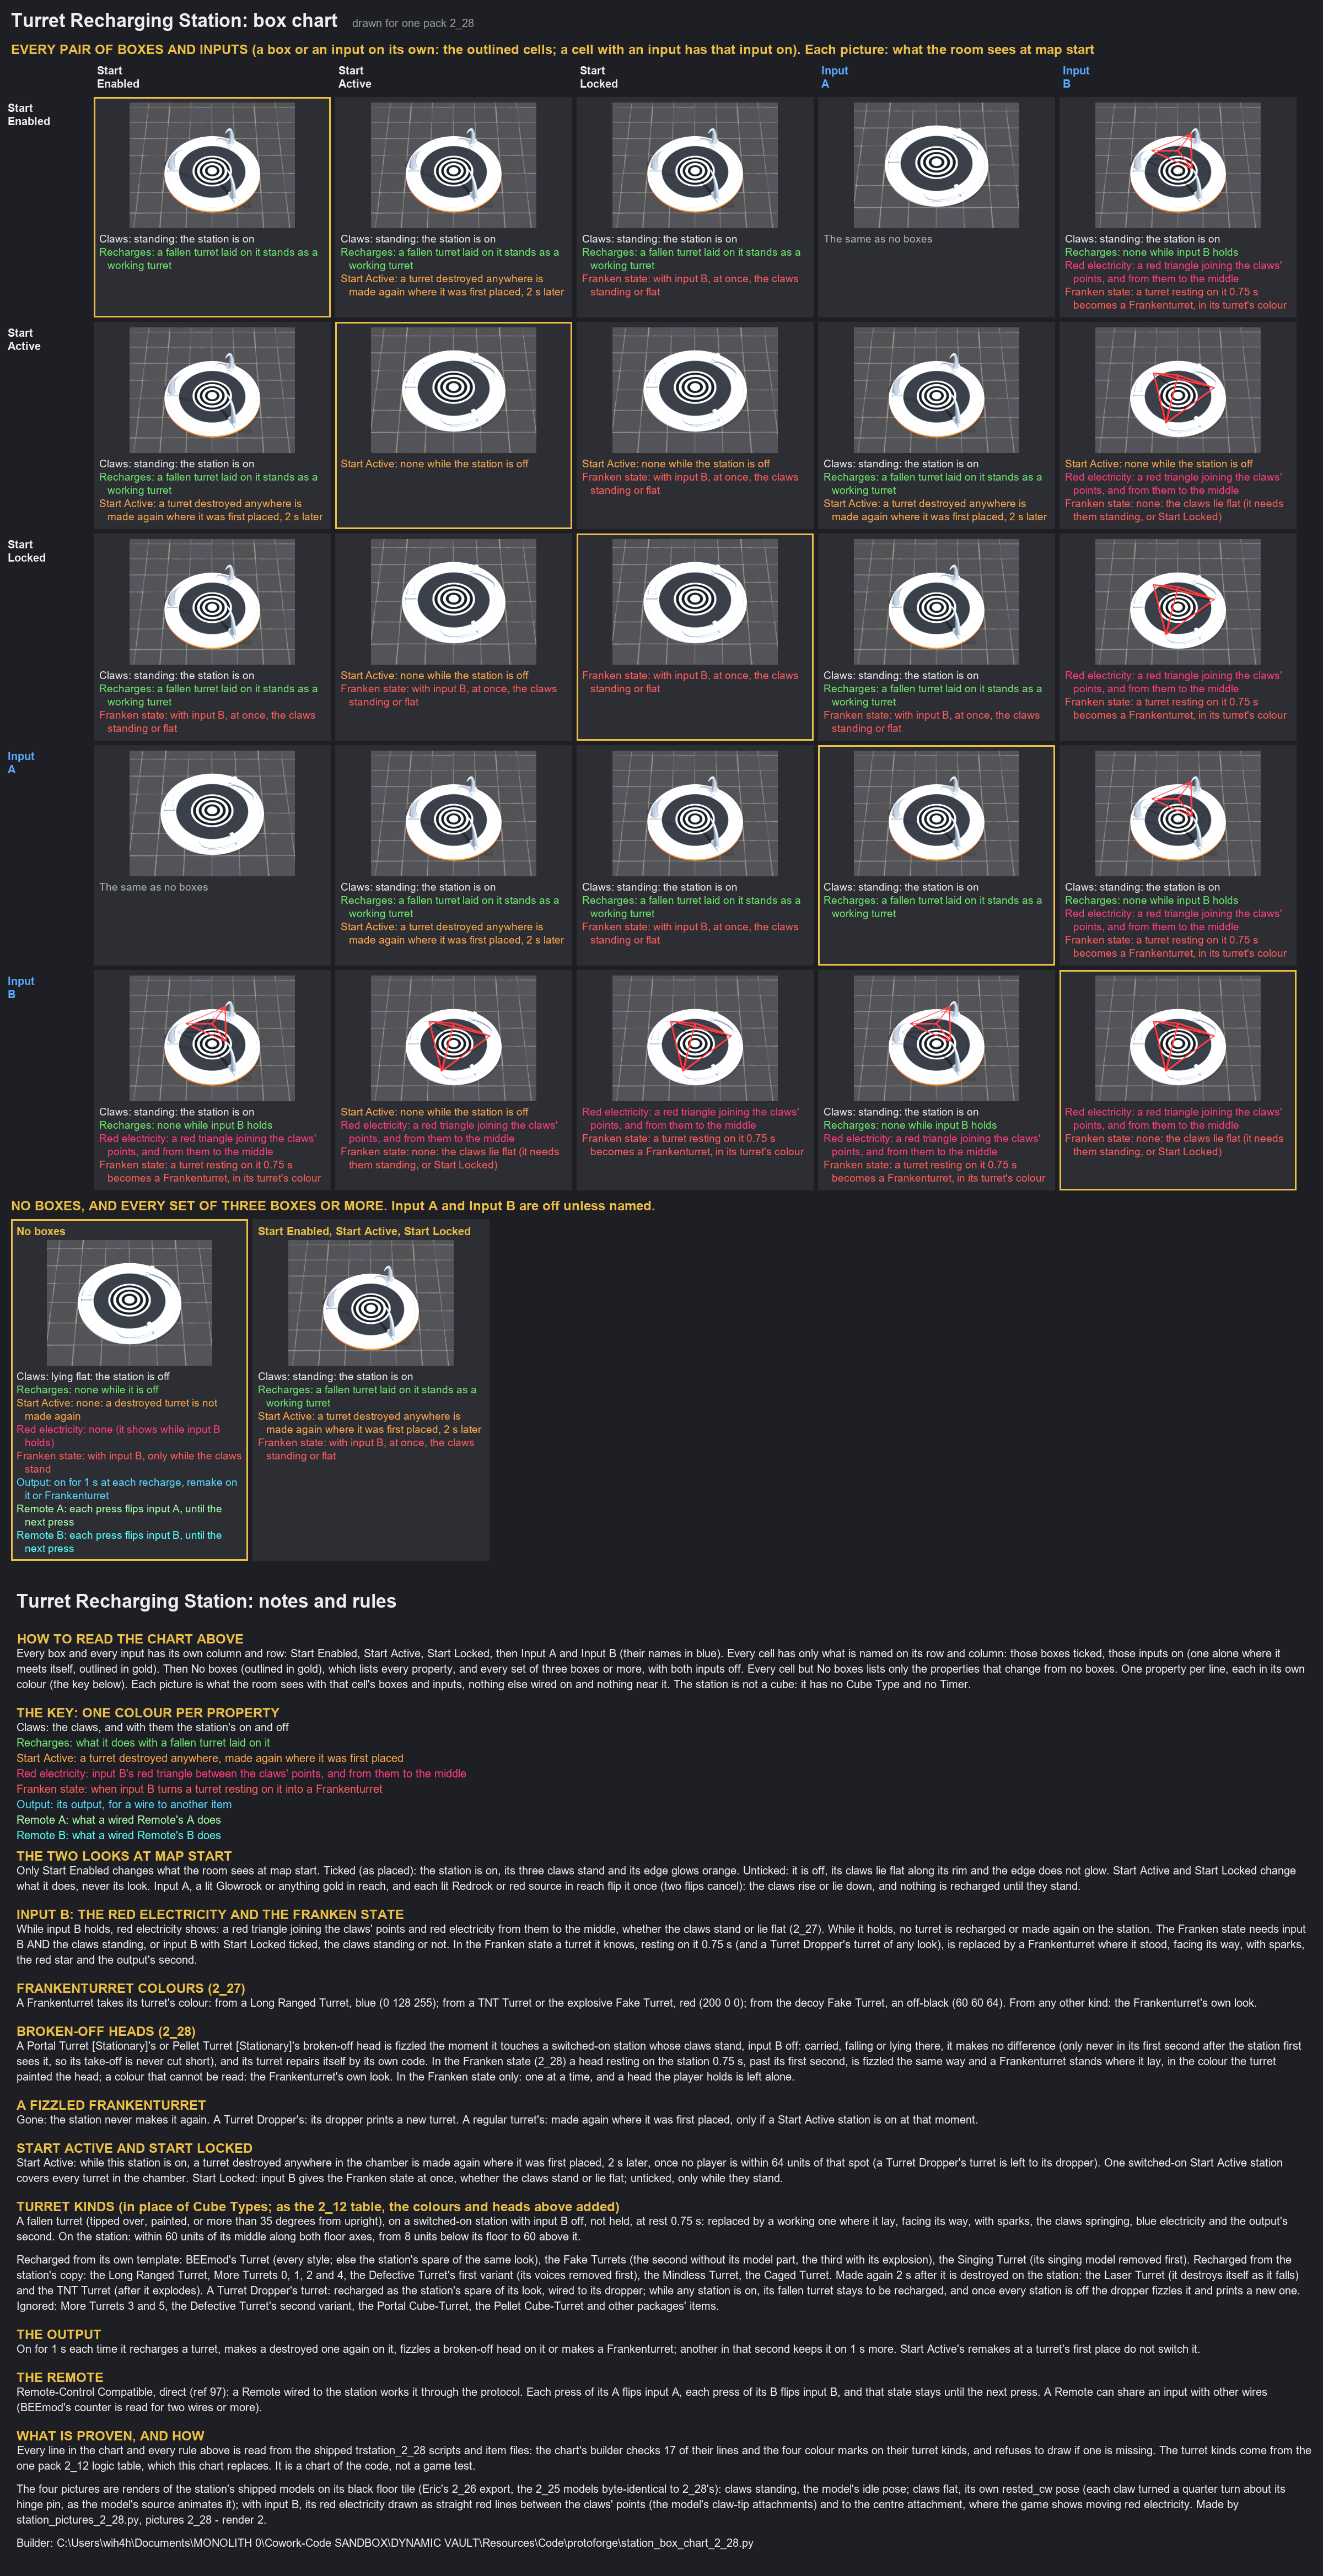 Turret Recharging Station: box chart drawn for one pack 2_28
EVERY PAIR OF BOXES AND INPUTS (a box or an input on its own: the outlined cells; a cell with an input has that input on). Each picture: what the room sees at map start
Start Enabled
Start Active
Start Locked
Input A
Input B
Start Enabled
Claws: standing: the station is on
Recharges: a fallen turret laid on it stands as a
working turret
Claws: standing: the station is on
Recharges: a fallen turret laid on it stands as a
working turret
Start Active: a turret destroyed anywhere is
made again where it was first placed, 2 s later
Claws: standing: the station is on
Recharges: a fallen turret laid on it stands as a
working turret
Franken state: with input B, at once, the claws
standing or flat
The same as no boxes
Claws: standing: the station is on
Recharges: none while input B holds
Red electricity: a red triangle joining the claws'
points, and from them to the middle
Franken state: a turret resting on it 0.75 s
becomes a Frankenturret, in its turret's colour
Start Active
Claws: standing: the station is on
Recharges: a fallen turret laid on it stands as a
working turret
Start Active: a turret destroyed anywhere is
made again where it was first placed, 2 s later
Start Active: none while the station is off
Start Active: none while the station is off
Franken state: with input B, at once, the claws
standing or flat
Claws: standing: the station is on
Recharges: a fallen turret laid on it stands as a
working turret
Start Active: a turret destroyed anywhere is
made again where it was first placed, 2 s later
Start Active: none while the station is off
Red electricity: a red triangle joining the claws'
points, and from them to the middle
Franken state: none: the claws lie flat (it needs
them standing, or Start Locked)
Start Locked
Claws: standing: the station is on
Recharges: a fallen turret laid on it stands as a
working turret
Franken state: with input B, at once, the claws
standing or flat
Start Active: none while the station is off
Franken state: with input B, at once, the claws
standing or flat
Franken state: with input B, at once, the claws
standing or flat
Claws: standing: the station is on
Recharges: a fallen turret laid on it stands as a
working turret
Franken state: with input B, at once, the claws
standing or flat
Red electricity: a red triangle joining the claws'
points, and from them to the middle
Franken state: a turret resting on it 0.75 s
becomes a Frankenturret, in its turret's colour
Input A
The same as no boxes
Claws: standing: the station is on
Recharges: a fallen turret laid on it stands as a
working turret
Start Active: a turret destroyed anywhere is
made again where it was first placed, 2 s later
Claws: standing: the station is on
Recharges: a fallen turret laid on it stands as a
working turret
Franken state: with input B, at once, the claws
standing or flat
Claws: standing: the station is on
Recharges: a fallen turret laid on it stands as a
working turret
Claws: standing: the station is on
Recharges: none while input B holds
Red electricity: a red triangle joining the claws'
points, and from them to the middle
Franken state: a turret resting on it 0.75 s
becomes a Frankenturret, in its turret's colour
Input B
Claws: standing: the station is on
Recharges: none while input B holds
Red electricity: a red triangle joining the claws'
points, and from them to the middle
Franken state: a turret resting on it 0.75 s
becomes a Frankenturret, in its turret's colour
Start Active: none while the station is off
Red electricity: a red triangle joining the claws'
points, and from them to the middle
Franken state: none: the claws lie flat (it needs
them standing, or Start Locked)
Red electricity: a red triangle joining the claws'
points, and from them to the middle
Franken state: a turret resting on it 0.75 s
becomes a Frankenturret, in its turret's colour
Claws: standing: the station is on
Recharges: none while input B holds
Red electricity: a red triangle joining the claws'
points, and from them to the middle
Franken state: a turret resting on it 0.75 s
becomes a Frankenturret, in its turret's colour
Red electricity: a red triangle joining the claws'
points, and from them to the middle
Franken state: none: the claws lie flat (it needs
them standing, or Start Locked)
NO BOXES, AND EVERY SET OF THREE BOXES OR MORE. Input A and Input B are off unless named.
No boxes
Claws: lying flat: the station is off
Recharges: none while it is off
Start Active: none: a destroyed turret is not
made again
Red electricity: none (it shows while input B
holds)
Franken state: with input B, only while the claws
stand
Output: on for 1 s at each recharge, remake on
it or Frankenturret
Remote A: each press flips input A, until the
next press
Remote B: each press flips input B, until the
next press
Start Enabled, Start Active, Start Locked
Claws: standing: the station is on
Recharges: a fallen turret laid on it stands as a
working turret
Start Active: a turret destroyed anywhere is
made again where it was first placed, 2 s later
Franken state: with input B, at once, the claws
standing or flat
Turret Recharging Station: notes and rules
HOW TO READ THE CHART ABOVE
Every box and every input has its own column and row: Start Enabled, Start Active, Start Locked, then Input A and Input B (their names in blue). Every cell has only what is named on its row and column: those boxes ticked, those inputs on (one alone where it
meets itself, outlined in gold). Then No boxes (outlined in gold), which lists every property, and every set of three boxes or more, with both inputs off. Every cell but No boxes lists only the properties that change from no boxes. One property per line, each in its own
colour (the key below). Each picture is what the room sees with that cell's boxes and inputs, nothing else wired on and nothing near it. The station is not a cube: it has no Cube Type and no Timer.
THE KEY: ONE COLOUR PER PROPERTY
Claws: the claws, and with them the station's on and off
Recharges: what it does with a fallen turret laid on it
Start Active: a turret destroyed anywhere, made again where it was first placed
Red electricity: input B's red triangle between the claws' points, and from them to the middle
Franken state: when input B turns a turret resting on it into a Frankenturret
Output: its output, for a wire to another item
Remote A: what a wired Remote's A does
Remote B: what a wired Remote's B does
THE TWO LOOKS AT MAP START
Only Start Enabled changes what the room sees at map start. Ticked (as placed): the station is on, its three claws stand and its edge glows orange. Unticked: it is off, its claws lie flat along its rim and the edge does not glow. Start Active and Start Locked change
what it does, never its look. Input A, a lit Glowrock or anything gold in reach, and each lit Redrock or red source in reach flip it once (two flips cancel): the claws rise or lie down, and nothing is recharged until they stand.
INPUT B: THE RED ELECTRICITY AND THE FRANKEN STATE
While input B holds, red electricity shows: a red triangle joining the claws' points and red electricity from them to the middle, whether the claws stand or lie flat (2_27). While it holds, no turret is recharged or made again on the station. The Franken state needs input
B AND the claws standing, or input B with Start Locked ticked, the claws standing or not. In the Franken state a turret it knows, resting on it 0.75 s (and a Turret Dropper's turret of any look), is replaced by a Frankenturret where it stood, facing its way, with sparks,
the red star and the output's second.
FRANKENTURRET COLOURS (2_27)
A Frankenturret takes its turret's colour: from a Long Ranged Turret, blue (0 128 255); from a TNT Turret or the explosive Fake Turret, red (200 0 0); from the decoy Fake Turret, an off-black (60 60 64). From any other kind: the Frankenturret's own look.
BROKEN-OFF HEADS (2_28)
A Portal Turret [Stationary]'s or Pellet Turret [Stationary]'s broken-off head is fizzled the moment it touches a switched-on station whose claws stand, input B off: carried, falling or lying there, it makes no difference (only never in its first second after the station first
sees it, so its take-off is never cut short), and its turret repairs itself by its own code. In the Franken state (2_28) a head resting on the station 0.75 s, past its first second, is fizzled the same way and a Frankenturret stands where it lay, in the colour the turret
painted the head; a colour that cannot be read: the Frankenturret's own look. In the Franken state only: one at a time, and a head the player holds is left alone.
A FIZZLED FRANKENTURRET
Gone: the station never makes it again. A Turret Dropper's: its dropper prints a new turret. A regular turret's: made again where it was first placed, only if a Start Active station is on at that moment.
START ACTIVE AND START LOCKED
Start Active: while this station is on, a turret destroyed anywhere in the chamber is made again where it was first placed, 2 s later, once no player is within 64 units of that spot (a Turret Dropper's turret is left to its dropper). One switched-on Start Active station
covers every turret in the chamber. Start Locked: input B gives the Franken state at once, whether the claws stand or lie flat; unticked, only while they stand.
TURRET KINDS (in place of Cube Types; as the 2_12 table, the colours and heads above added)
A fallen turret (tipped over, painted, or more than 35 degrees from upright), on a switched-on station with input B off, not held, at rest 0.75 s: replaced by a working one where it lay, facing its way, with sparks, the claws springing, blue electricity and the output's
second. On the station: within 60 units of its middle along both floor axes, from 8 units below its floor to 60 above it.
Recharged from its own template: BEEmod's Turret (every style; else the station's spare of the same look), the Fake Turrets (the second without its model part, the third with its explosion), the Singing Turret (its singing model removed first). Recharged from the
station's copy: the Long Ranged Turret, More Turrets 0, 1, 2 and 4, the Defective Turret's first variant (its voices removed first), the Mindless Turret, the Caged Turret. Made again 2 s after it is destroyed on the station: the Laser Turret (it destroys itself as it falls)
and the TNT Turret (after it explodes). A Turret Dropper's turret: recharged as the station's spare of its look, wired to its dropper; while any station is on, its fallen turret stays to be recharged, and once every station is off the dropper fizzles it and prints a new one.
Ignored: More Turrets 3 and 5, the Defective Turret's second variant, the Portal Cube-Turret, the Pellet Cube-Turret and other packages' items.
THE OUTPUT
On for 1 s each time it recharges a turret, makes a destroyed one again on it, fizzles a broken-off head on it or makes a Frankenturret; another in that second keeps it on 1 s more. Start Active's remakes at a turret's first place do not switch it.
THE REMOTE
Remote-Control Compatible, direct (ref 97): a Remote wired to the station works it through the protocol. Each press of its A flips input A, each press of its B flips input B, and that state stays until the next press. A Remote can share an input with other wires
(BEEmod's counter is read for two wires or more).
WHAT IS PROVEN, AND HOW
Every line in the chart and every rule above is read from the shipped trstation_2_28 scripts and item files: the chart's builder checks 17 of their lines and the four colour marks on their turret kinds, and refuses to draw if one is missing. The turret kinds come from the
one pack 2_12 logic table, which this chart replaces. It is a chart of the code, not a game test.
The four pictures are renders of the station's shipped models on its black floor tile (Eric's 2_26 export, the 2_25 models byte-identical to 2_28's): claws standing, the model's idle pose; claws flat, its own rested_cw pose (each claw turned a quarter turn about its
hinge pin, as the model's source animates it); with input B, its red electricity drawn as straight red lines between the claws' points (the model's claw-tip attachments) and to the centre attachment, where the game shows moving red electricity. Made by
station_pictures_2_28.py, pictures 2_28 - render 2.
Builder: C:\Users\wih4h\Documents\MONOLITH 0\Cowork-Code SANDBOX\DYNAMIC VAULT\Resources\Code\protoforge\station_box_chart_2_28.py